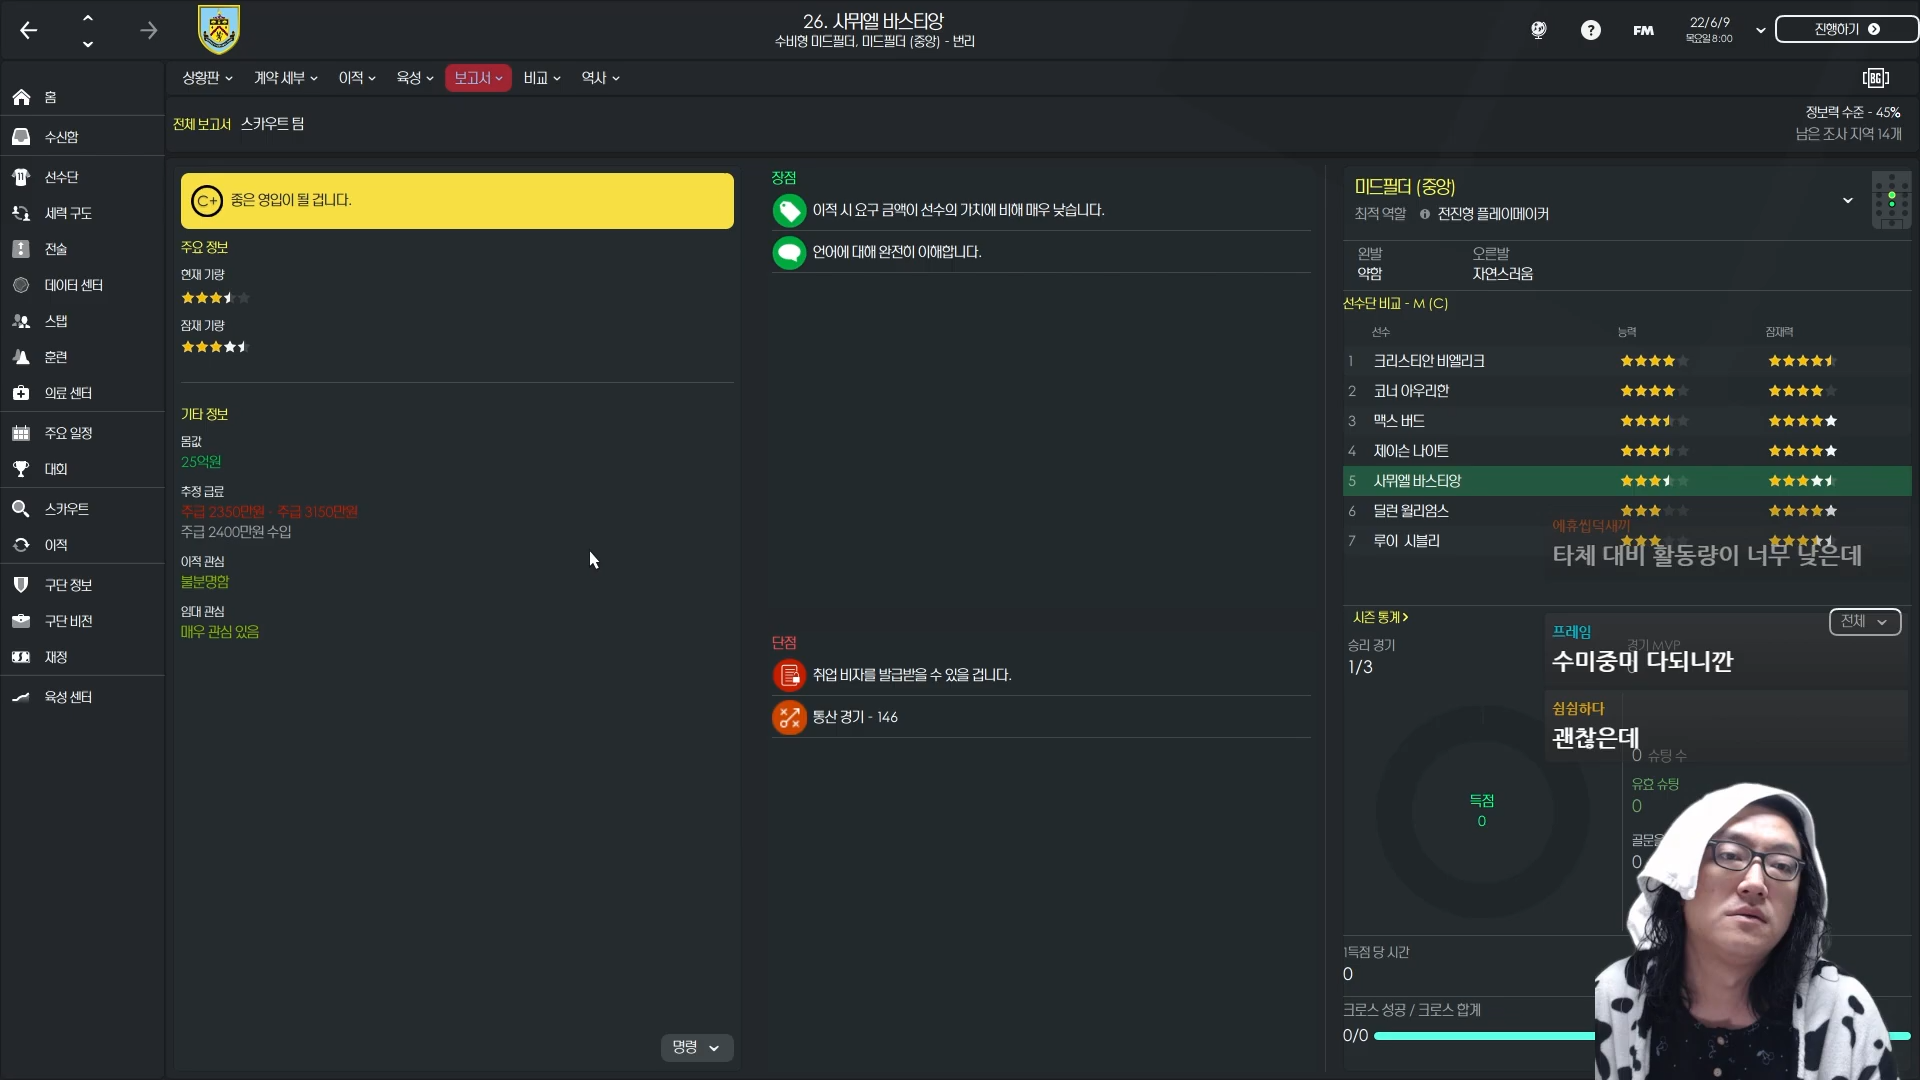 26. 사뮈엘 바스티앙
수비형 미드필더, 미드필더 (중앙) - 번리
FM
22/6/9
목요일 8:00
진행하기
홈
수신함
선수단
세력 구도
전술
데이터 센터
스탭
훈련
의료 센터
주요 일정
대회
스카우트
이적
구단 정보
구단 비전
재정
육성 센터
상황판
계약 세부
이적
육성
보고서
비교
역사
BG
전체 보고서 스카우트 팀
정보력 수준 - 45%
남은 조사 지역 14개
C+ 좋은 영입이 될 겁니다.
주요 정보
현재 기량
잠재 기량
기타 정보
몸값
25억원
추정 급료
주급 2350만원 - 주급 3150만원
주급 2400만원 수입
이적 관심
불분명함
임대 관심
매우 관심 있음
명령
장점
이적 시 요구 금액이 선수의 가치에 비해 매우 낮습니다.
언어에 대해 완전히 이해합니다.
단점
취업 비자를 발급받을 수 있을 겁니다.
통산 경기 - 146
미드필더 (중앙)
최적 역할 전진형 플레이메이커
왼발 오른발
약함 자연스러움
선수단 비교 - M (C)
선수 능력 잠재력
1 크리스티안 비엘리크
2 코너 아우리한
3 맥스 버드
4 제이슨 나이트
5 사뮈엘 바스티앙
6 딜런 윌리엄스
7 루이 시블리
에휴씹덕새끼
타체 대비 활동량이 너무 낮은데
시즌 통계
전체
승리 경기
1/3
경기 MVP
프레임
수미중미 다되니깐
쉼쉼하다
괜찮은데
0 슈팅 수
유효 슈팅
0
득점
0
0
1득점 당 시간
0
크로스 성공 / 크로스 합계
0/0